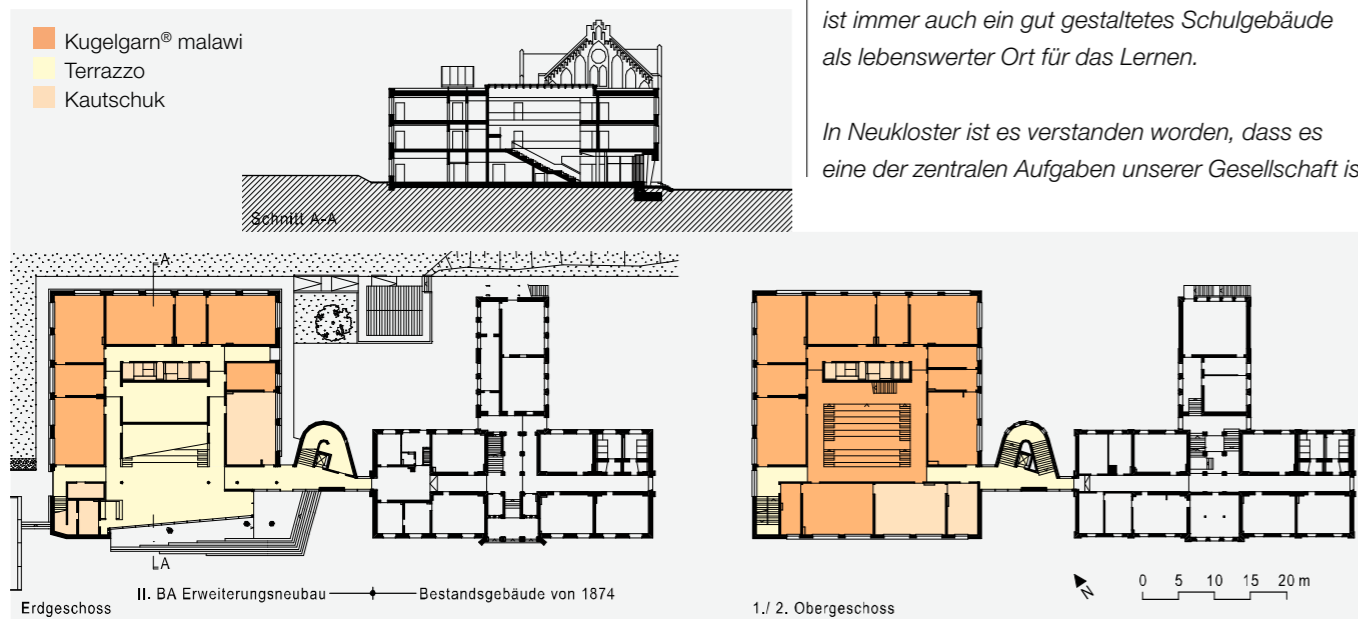 Kugelgarn® malawi
Terrazzo
Kautschuk
Schnitt A-A
ist immer auch ein gut gestaltetes Schulgebäude
als lebenswerter Ort für das Lernen.
In Neukloster ist es verstanden worden, dass es
eine der zentralen Aufgaben unserer Gesellschaft is
A
A
II. BA Erweiterungsneubau
Bestandsgebäude von 1874
Erdgeschoss
1./ 2. Obergeschoss
N
0 5 10 15 20 m